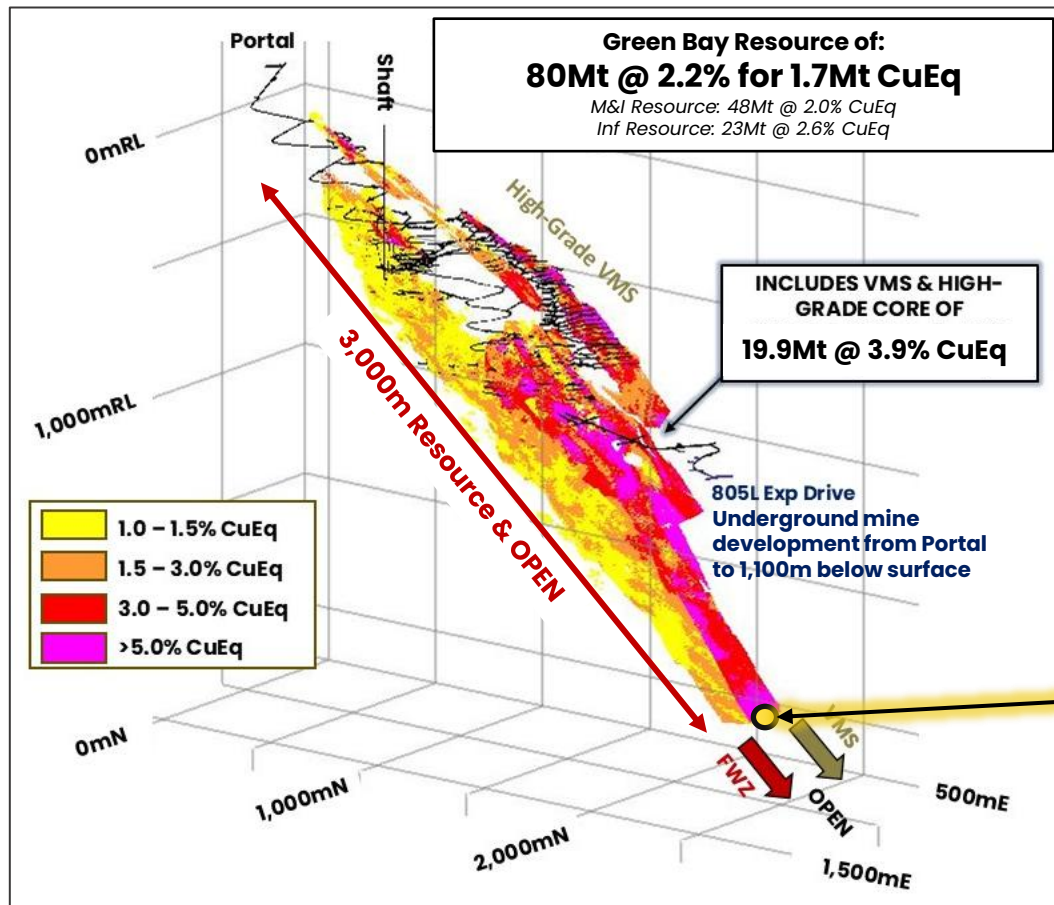 Portal
Shaft
Green Bay Resource of:
80Mt @ 2.2% for 1.7Mt CuEq
M&I Resource: 48Mt @ 2.0% CuEq
Inf Resource: 23Mt @ 2.6% CuEq
0mRL
High-Grade VMS
INCLUDES VMS & HIGH-
GRADE CORE OF
19.9Mt @ 3.9% CuEq
3,000m Resource & OPEN
1,000mRL
805L Exp Drive
Underground mine
development from Portal
to 1,100m below surface
1.0 – 1.5% CuEq
1.5 – 3.0% CuEq
3.0 – 5.0% CuEq
>5.0% CuEq
0mN
1,000mN
2,000mN
FWZ
VMS
OPEN
500mE
1,500mE